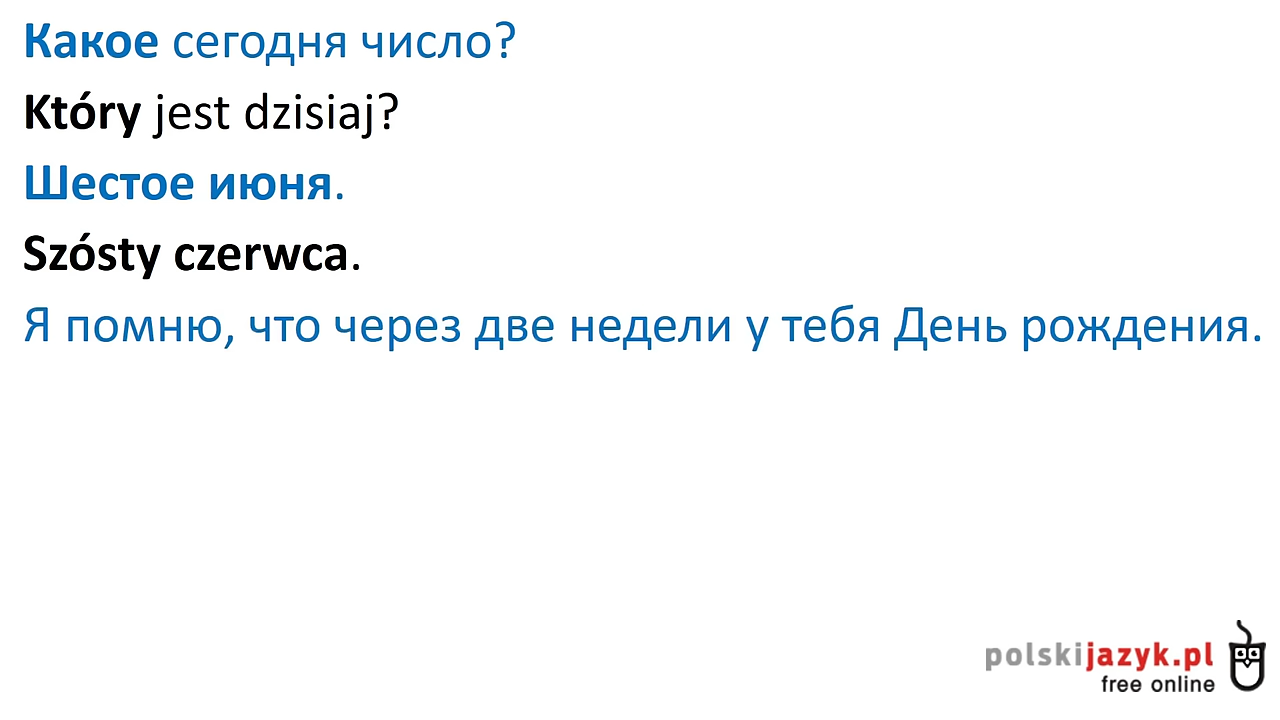 Какое сегодня число?
Który jest dzisiaj?
Шестое июня.
Szósty czerwca.
Я помню, что через две недели у тебя День рождения.
polskijazyk.pl
free online